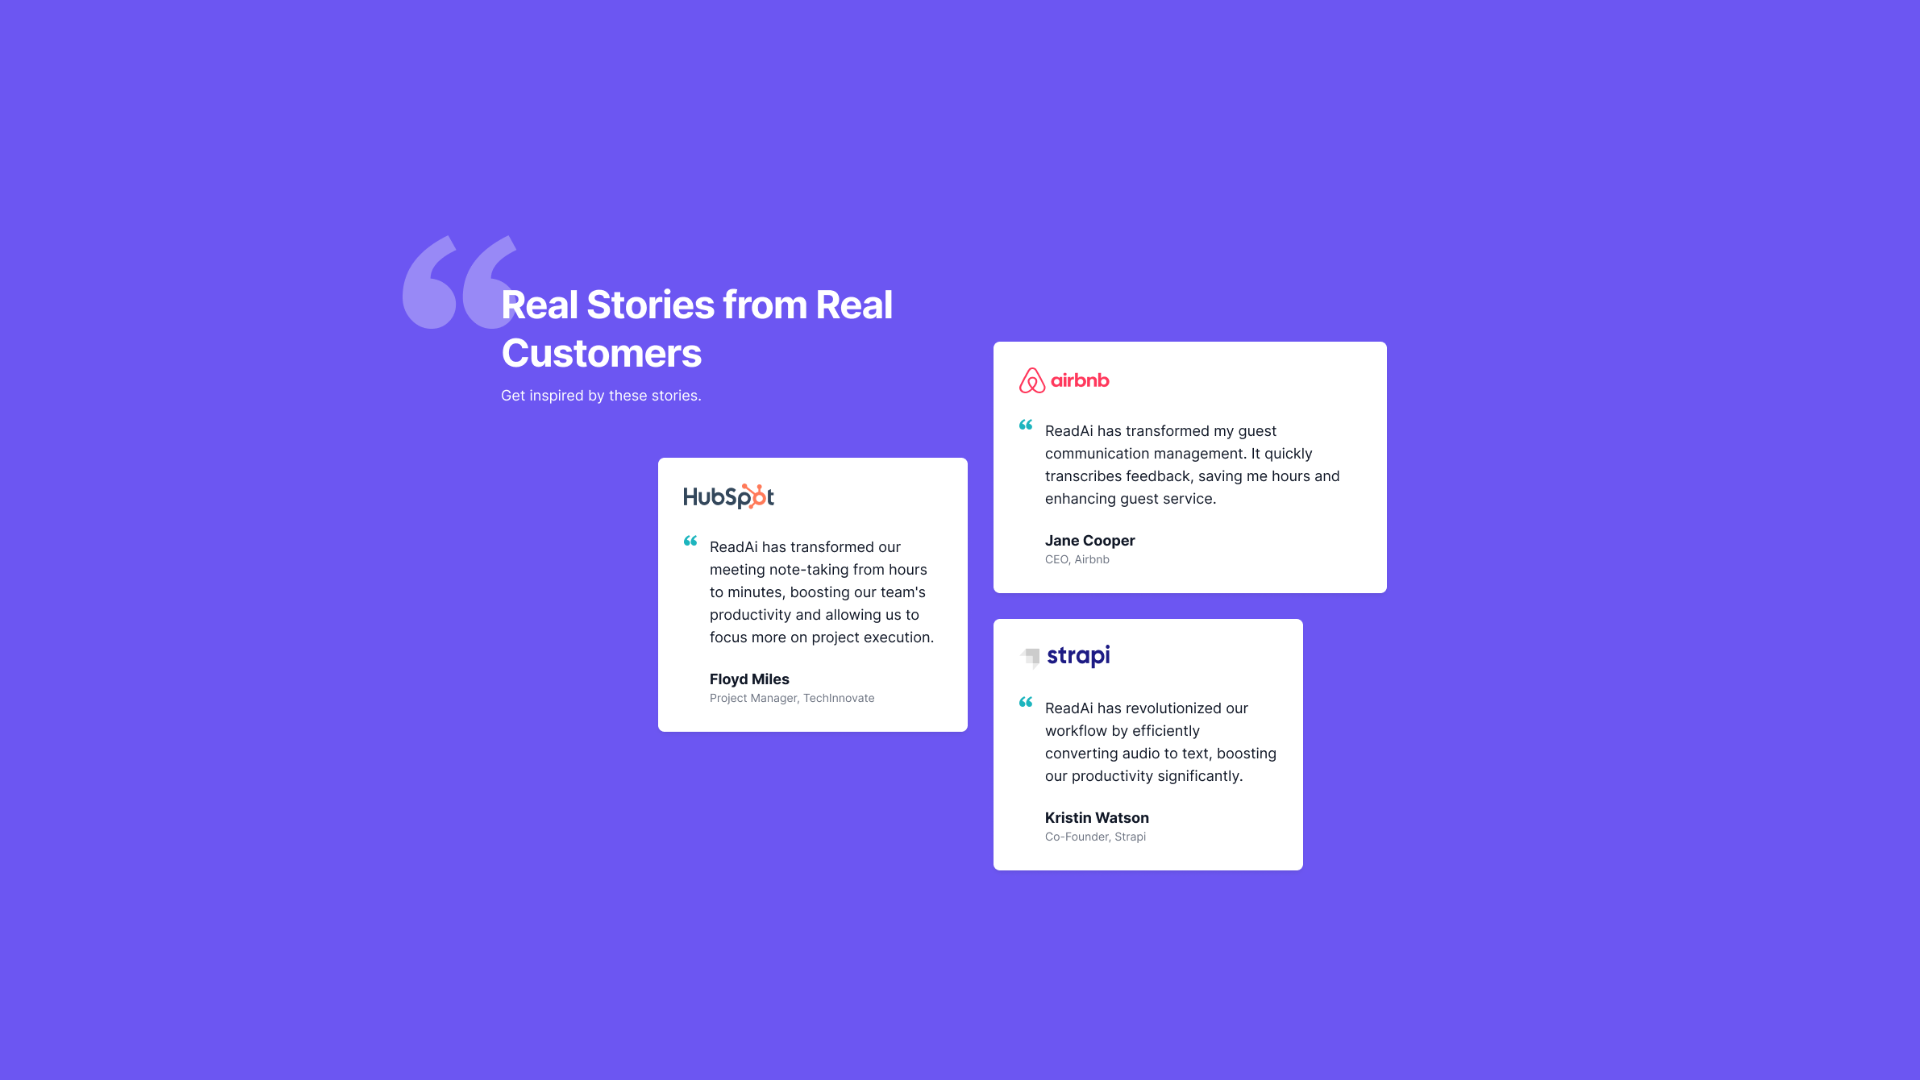 Real Stories from Real
Customers
Get inspired by these stories.
HubSpot
“
ReadAi has transformed our
meeting note-taking from hours
to minutes, boosting our team's
productivity and allowing us to
focus more on project execution.
Floyd Miles
Project Manager, TechInnovate
airbnb
“
ReadAi has transformed my guest
communication management. It quickly
transcribes feedback, saving me hours and
enhancing guest service.
Jane Cooper
CEO, Airbnb
strapi
“
ReadAi has revolutionized our
workflow by efficiently
converting audio to text, boosting
our productivity significantly.
Kristin Watson
Co-Founder, Strapi